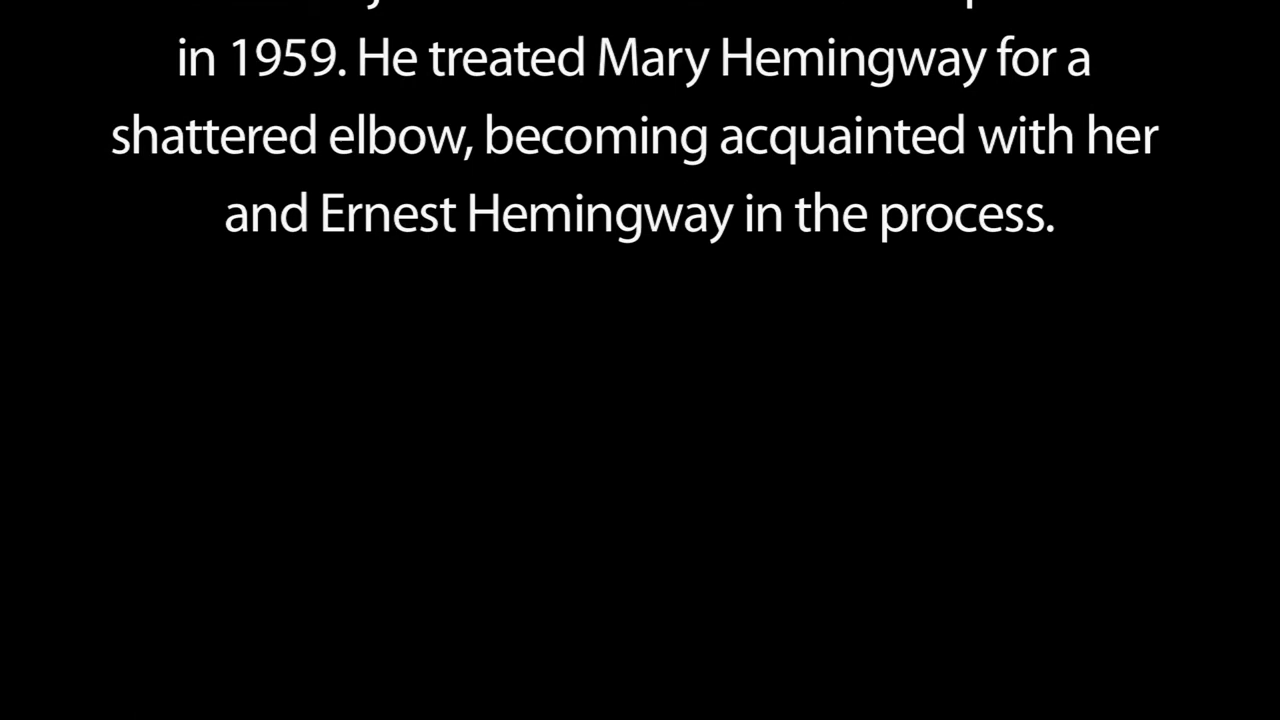 in 1959. He treated Mary Hemingway for a
shattered elbow, becoming acquainted with her
and Ernest Hemingway in the process.